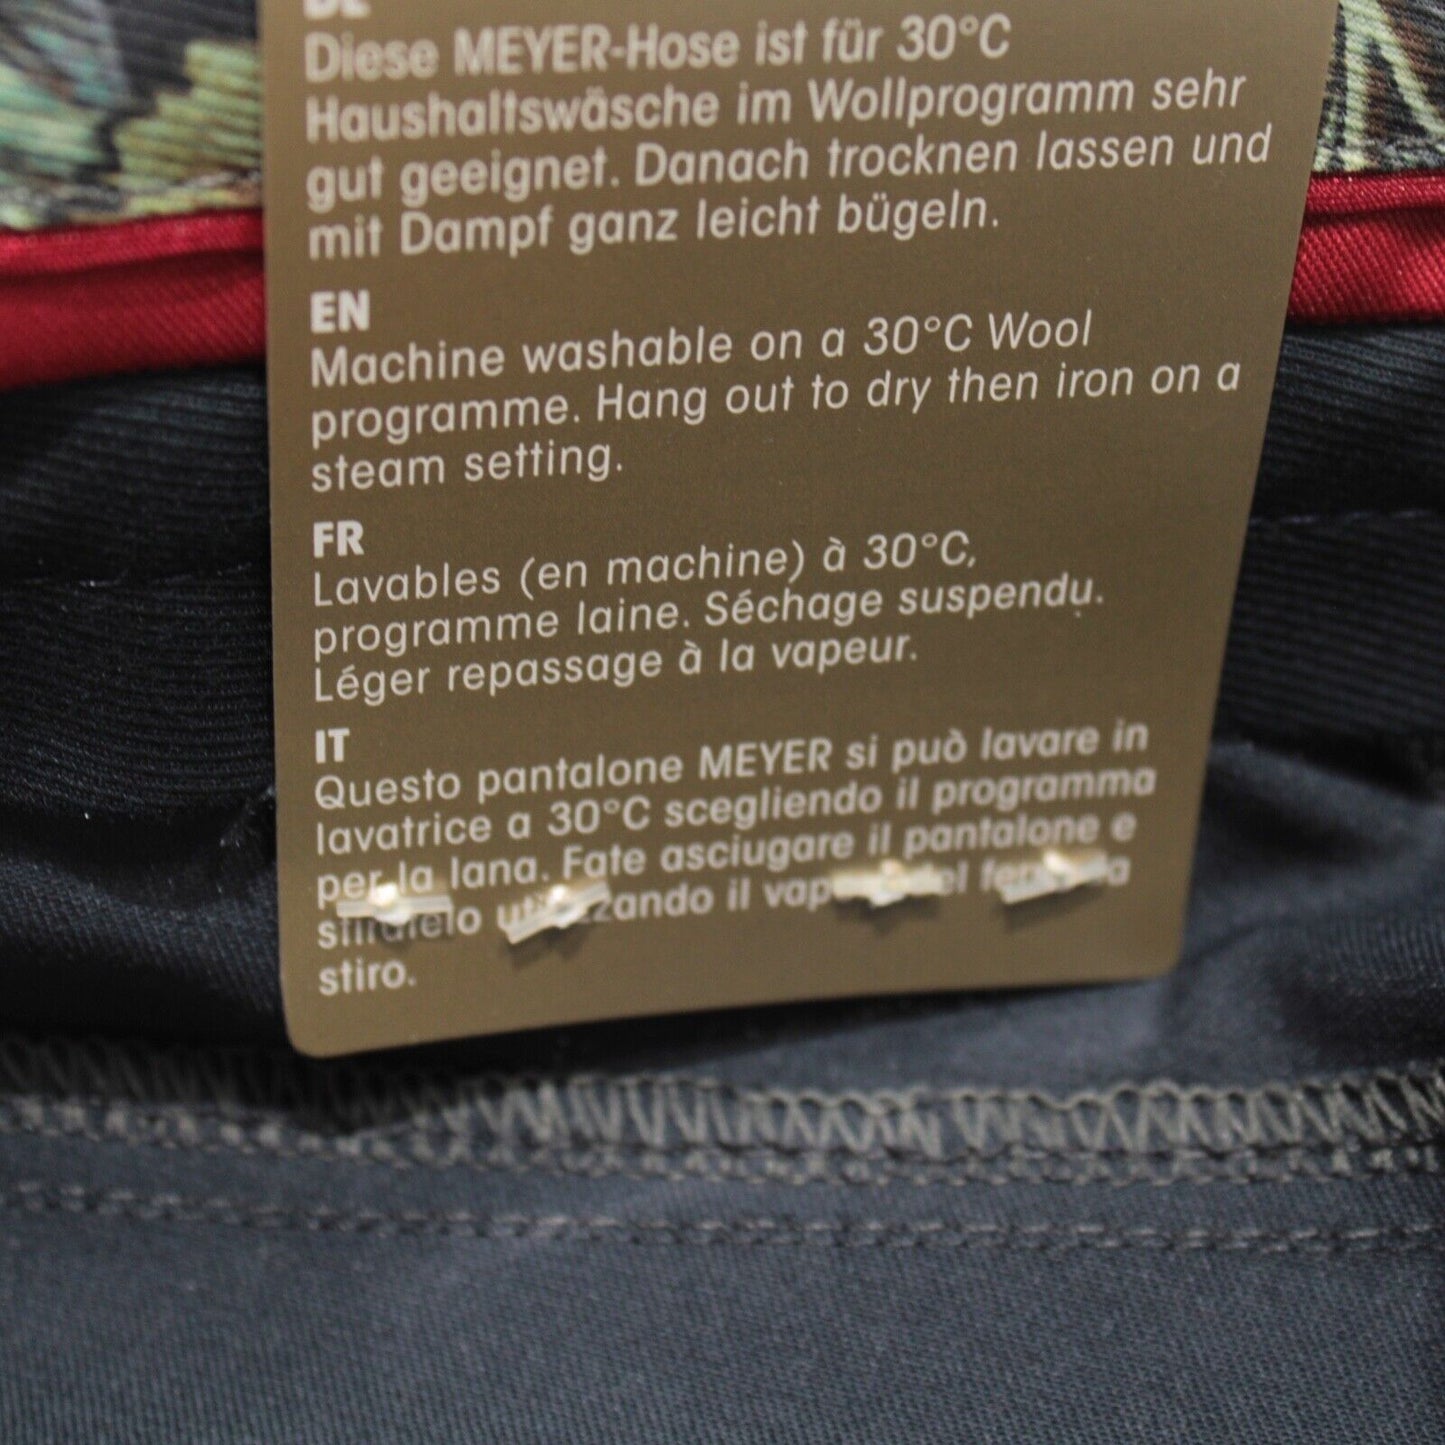 DE
Diese MEYER-Hose ist für 30°C
Haushaltswäsche im Wollprogramm sehr
gut geeignet. Danach trocknen lassen und
mit Dampf ganz leicht bügeln.
EN
Machine washable on a 30°C Wool
programme. Hang out to dry then iron on a
steam setting.
FR
Lavables (en machine) à 30°C,
programme laine. Séchage suspendu.
Léger repassage à la vapeur.
IT
Questo pantalone MEYER si può lavare in
lavatrice a 30°C scegliendo il programma
per la lana. Fate asciugare il pantalone e
il
stiro.